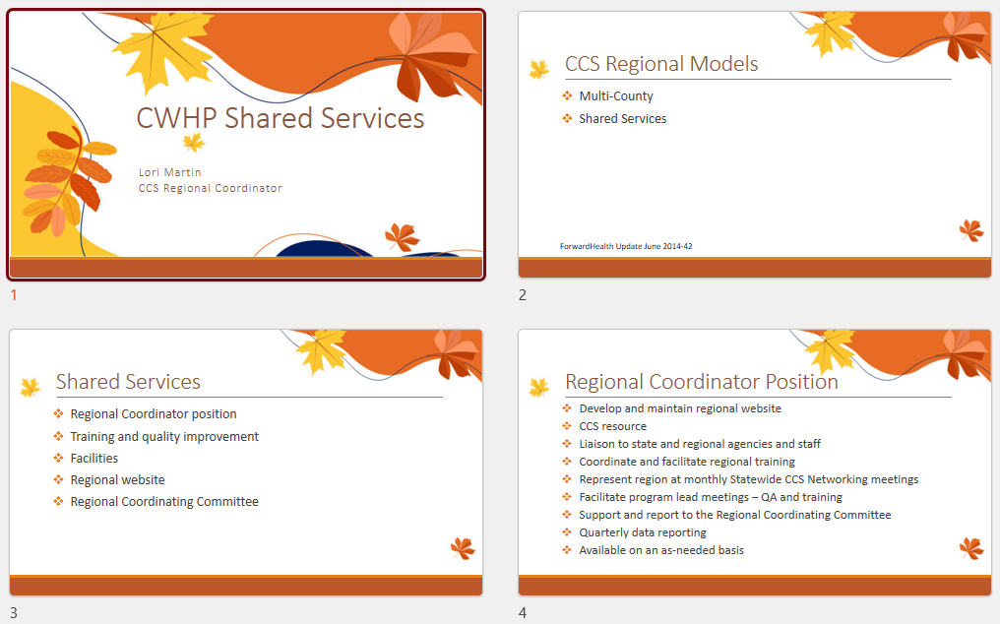 CWHP Shared Services
Lori Martin
CCS Regional Coordinator
1
CCS Regional Models
Multi-County
Shared Services
ForwardHealth Update June 2014-42
2
Shared Services
Regional Coordinator position
Training and quality improvement
Facilities
Regional website
Regional Coordinating Committee
3
Regional Coordinator Position
Develop and maintain regional website
CCS resource
Liaison to state and regional agencies and staff
Coordinate and facilitate regional training
Represent region at monthly Statewide CCS Networking meetings
Facilitate program lead meetings – QA and training
Support and report to the Regional Coordinating Committee
Quarterly data reporting
Available on an as-needed basis
4